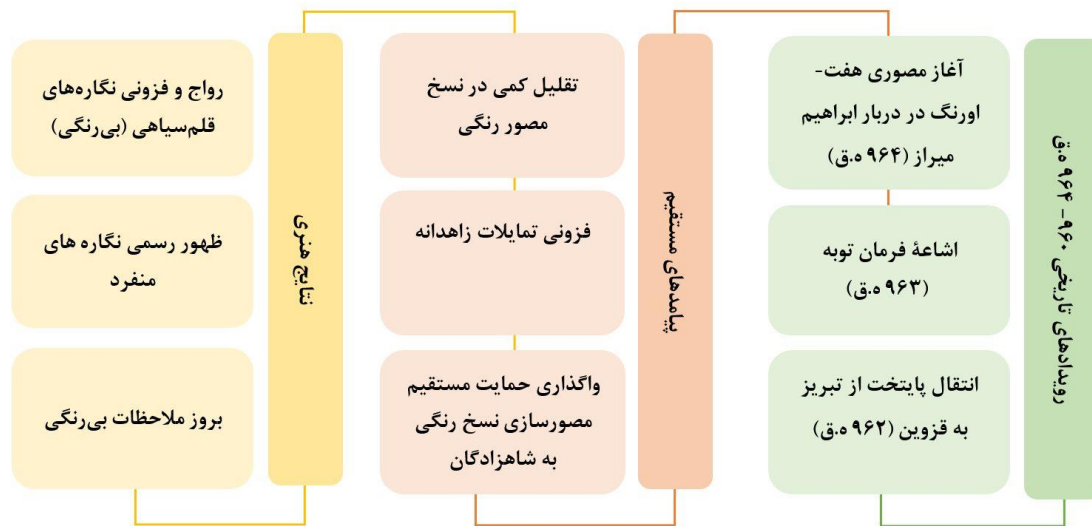 رویدادهای تاریخی ۹۶۰- ۹۶۴ ه.ق
آغاز مصوری هفت-
اورنگ در دربار ابراهیم
میراز (۹۶۴ ه.ق)
اشاعهٔ فرمان توبه
(۹۶۳ ه.ق)
انتقال پایتخت از تبریز
به قزوین (۹۶۲ ه.ق)
پیامدهای مستقیم
تقلیل کمی در نسخ
مصور رنگی
فزونی تمایلات زاهدانه
واگذاری حمایت مستقیم
مصورسازی نسخ رنگی
به شاهزادگان
نتایج هنری
رواج و فزونی نگاره‌های
قلم‌سیاهی (بی‌رنگی)
ظهور رسمی نگاره های
منفرد
بروز ملاحظات بی‌رنگی